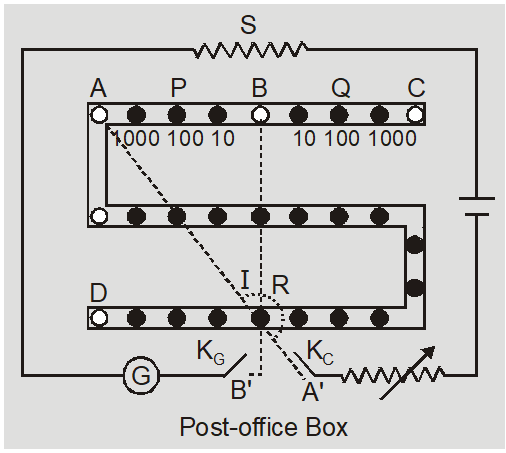 S
A P B Q C
1000 100 10 10 100 1000
I R
D
K_G K_C
G B' A'
Post-office Box